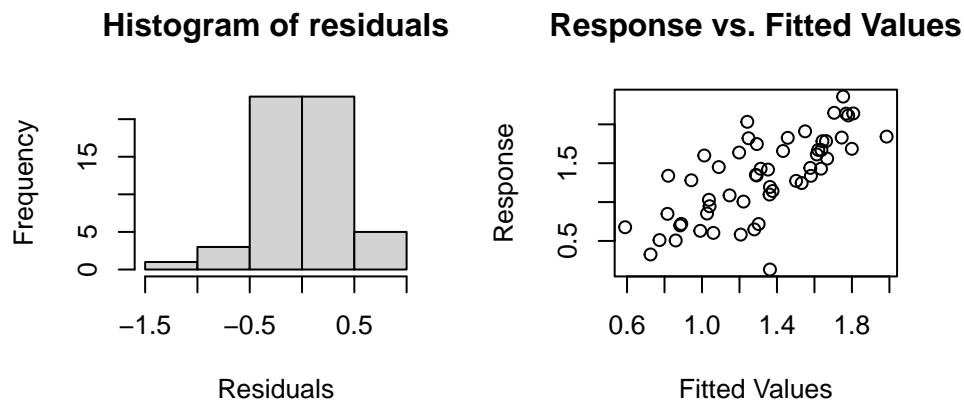 Histogram of residuals
Frequency
0 5 15
−1.5 −0.5 0.5
Residuals
Response vs. Fitted Values
Response
0.5 1.5
0.6 1.0 1.4 1.8
Fitted Values